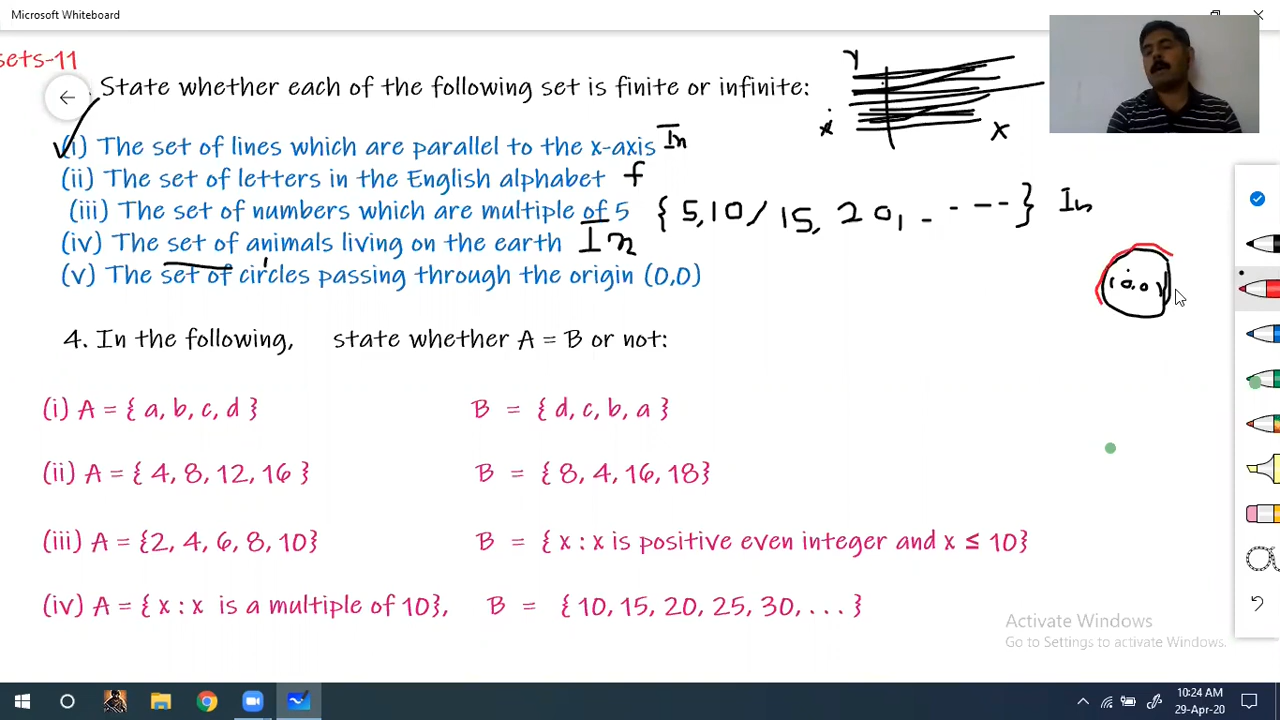 Microsoft Whiteboard
sets-11
State whether each of the following set is finite or infinite:
(i) The set of lines which are parallel to the x-axis In
(ii) The set of letters in the English alphabet f
(iii) The set of numbers which are multiple of 5 { 5,10/ 15, 20, - - - - } In
(iv) The set of animals living on the earth In
(v) The set of circles passing through the origin (0,0)
X
(0,0)
4. In the following, state whether A = B or not:
(i) A = { a, b, c, d } B = { d, c, b, a }
(ii) A = { 4, 8, 12, 16 } B = { 8, 4, 16, 18}
(iii) A = {2, 4, 6, 8, 10} B = { x : x is positive even integer and x ≤ 10}
(iv) A = { x : x is a multiple of 10}, B = { 10, 15, 20, 25, 30, . . . }
Activate Windows
Go to Settings to activate Windows.
10:24 AM
29-Apr-20